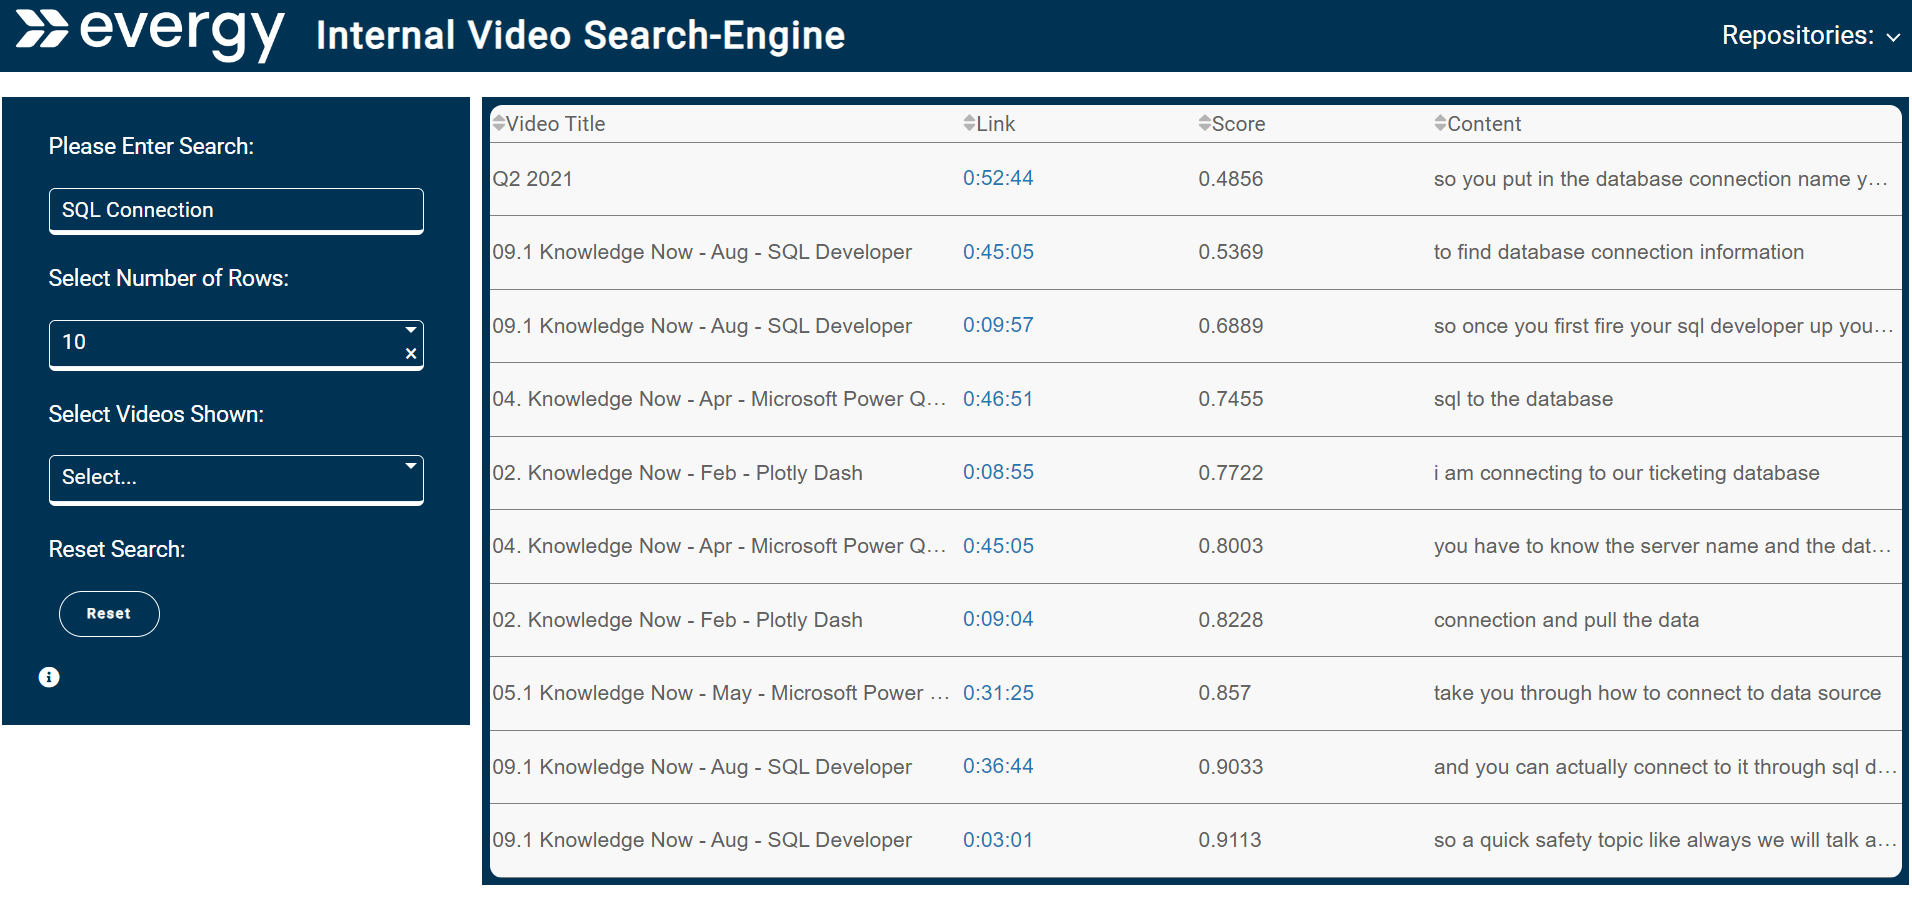 evergy Internal Video Search-Engine Repositories:
Please Enter Search:
SQL Connection
Select Number of Rows:
10
×
Select Videos Shown:
Select...
Reset Search:
Reset
i
Video Title Link Score Content
Q2 2021 0:52:44 0.4856 so you put in the database connection name y...
09.1 Knowledge Now - Aug - SQL Developer 0:45:05 0.5369 to find database connection information
09.1 Knowledge Now - Aug - SQL Developer 0:09:57 0.6889 so once you first fire your sql developer up you...
04. Knowledge Now - Apr - Microsoft Power Q... 0:46:51 0.7455 sql to the database
02. Knowledge Now - Feb - Plotly Dash 0:08:55 0.7722 i am connecting to our ticketing database
04. Knowledge Now - Apr - Microsoft Power Q... 0:45:05 0.8003 you have to know the server name and the dat...
02. Knowledge Now - Feb - Plotly Dash 0:09:04 0.8228 connection and pull the data
05.1 Knowledge Now - May - Microsoft Power ... 0:31:25 0.857 take you through how to connect to data source
09.1 Knowledge Now - Aug - SQL Developer 0:36:44 0.9033 and you can actually connect to it through sql d...
09.1 Knowledge Now - Aug - SQL Developer 0:03:01 0.9113 so a quick safety topic like always we will talk a...